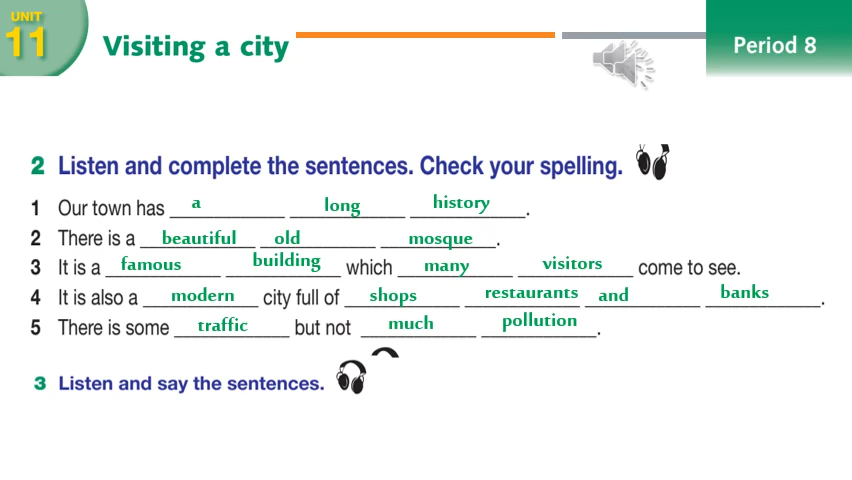 UNIT
11
Visiting a city
Period 8
2 Listen and complete the sentences. Check your spelling.
1 Our town has a long history.
2 There is a beautiful old mosque.
3 It is a famous building which many visitors come to see.
4 It is also a modern city full of shops restaurants and banks.
5 There is some traffic but not much pollution.
3 Listen and say the sentences.